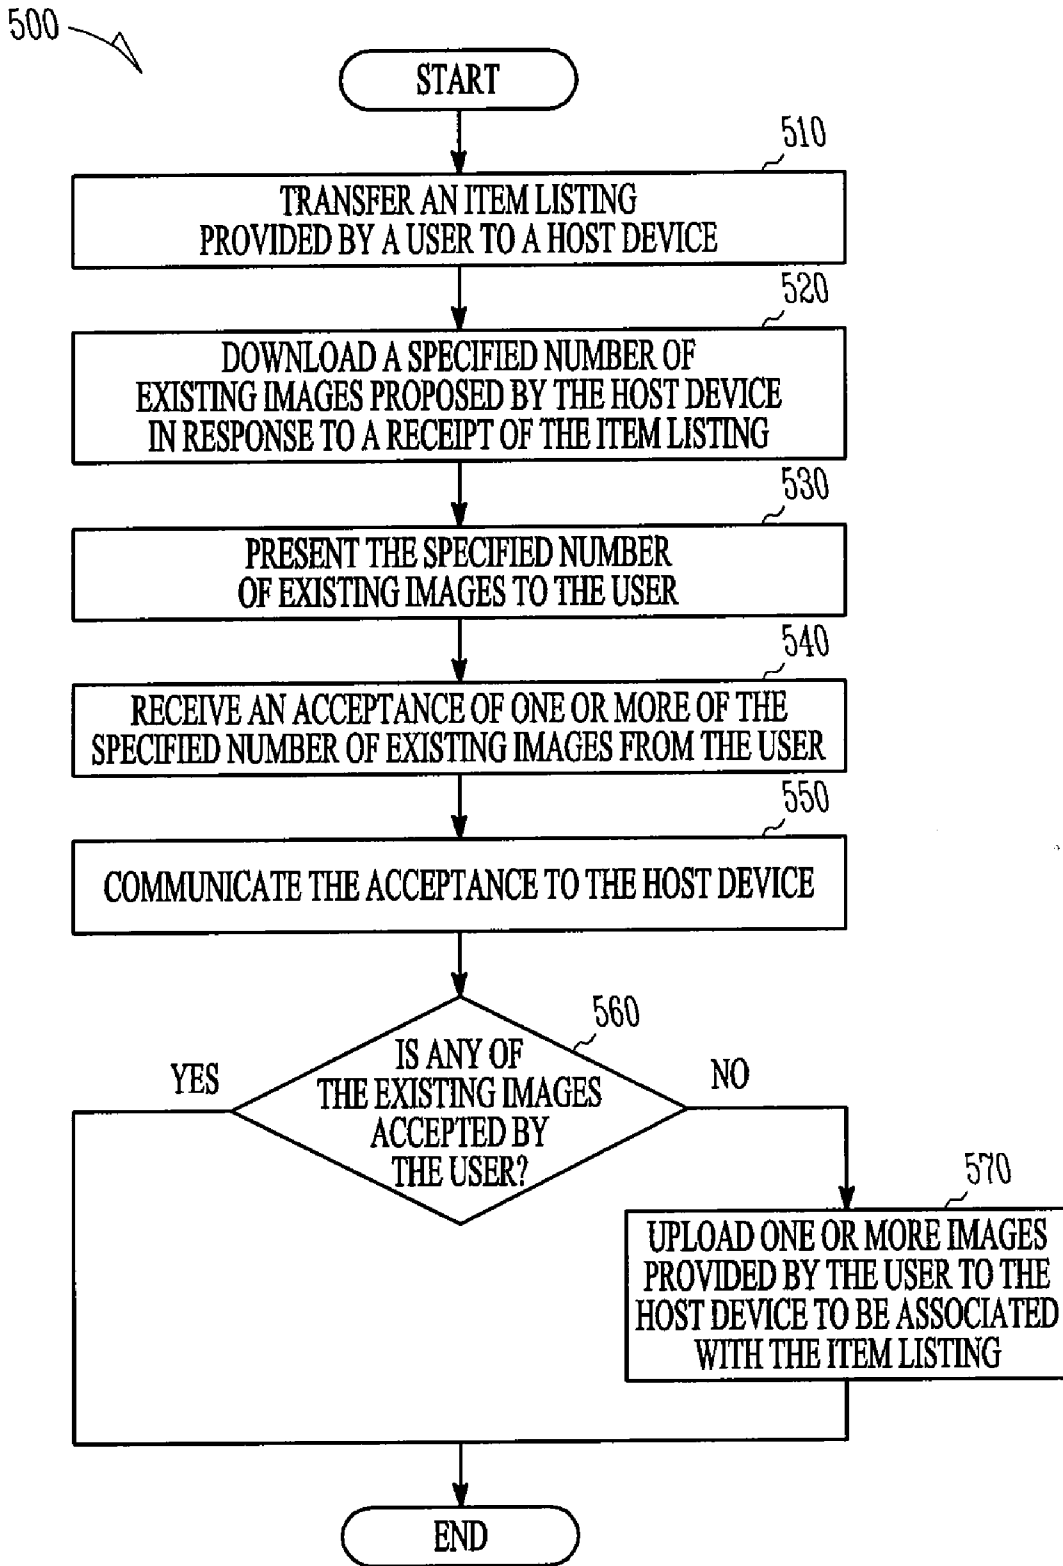 500
START
510
TRANSFER AN ITEM LISTING
PROVIDED BY A USER TO A HOST DEVICE
520
DOWNLOAD A SPECIFIED NUMBER OF
EXISTING IMAGES PROPOSED BY THE HOST DEVICE
IN RESPONSE TO A RECEIPT OF THE ITEM LISTING
530
PRESENT THE SPECIFIED NUMBER
OF EXISTING IMAGES TO THE USER
540
RECEIVE AN ACCEPTANCE OF ONE OR MORE OF THE
SPECIFIED NUMBER OF EXISTING IMAGES FROM THE USER
550
COMMUNICATE THE ACCEPTANCE TO THE HOST DEVICE
560
IS ANY OF
THE EXISTING IMAGES
ACCEPTED BY
THE USER?
YES
NO
570
UPLOAD ONE OR MORE IMAGES
PROVIDED BY THE USER TO THE
HOST DEVICE TO BE ASSOCIATED
WITH THE ITEM LISTING
END